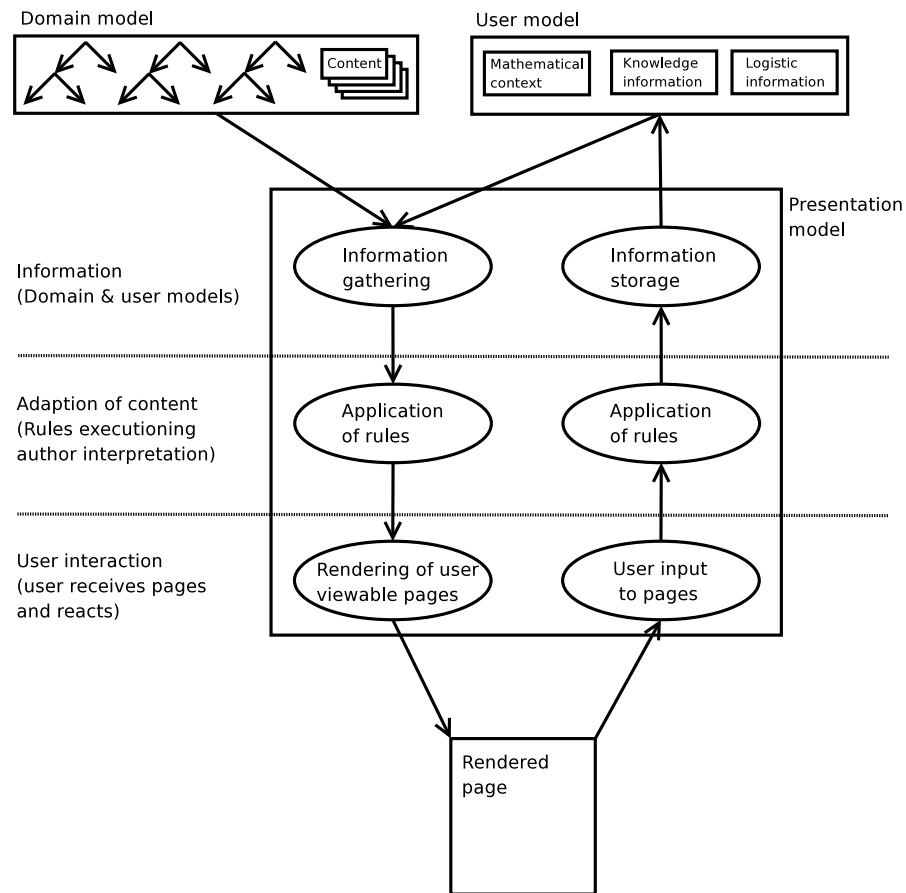 Domain model
User model
Content
Mathematical
context
Knowledge
information
Logistic
information
Presentation
model
Information
(Domain & user models)
Information
gathering
Information
storage
Adaption of content
(Rules executioning
author interpretation)
Application
of rules
Application
of rules
User interaction
(user receives pages
and reacts)
Rendering of user
viewable pages
User input
to pages
Rendered
page